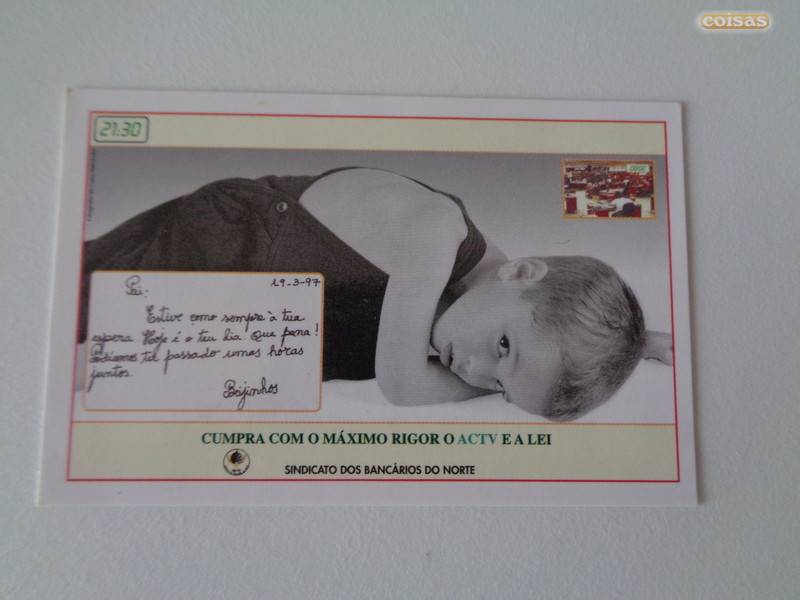 coisas
21:30
Pai:
19-3-97
Estive como sempre à tua
espera. Hoje é o teu dia. Que pena!
Podíamos ter passado umas horas
juntos.
Beijinhos
CUMPRA COM O MÁXIMO RIGOR O ACTV E A LEI
SINDICATO DOS BANCÁRIOS DO NORTE